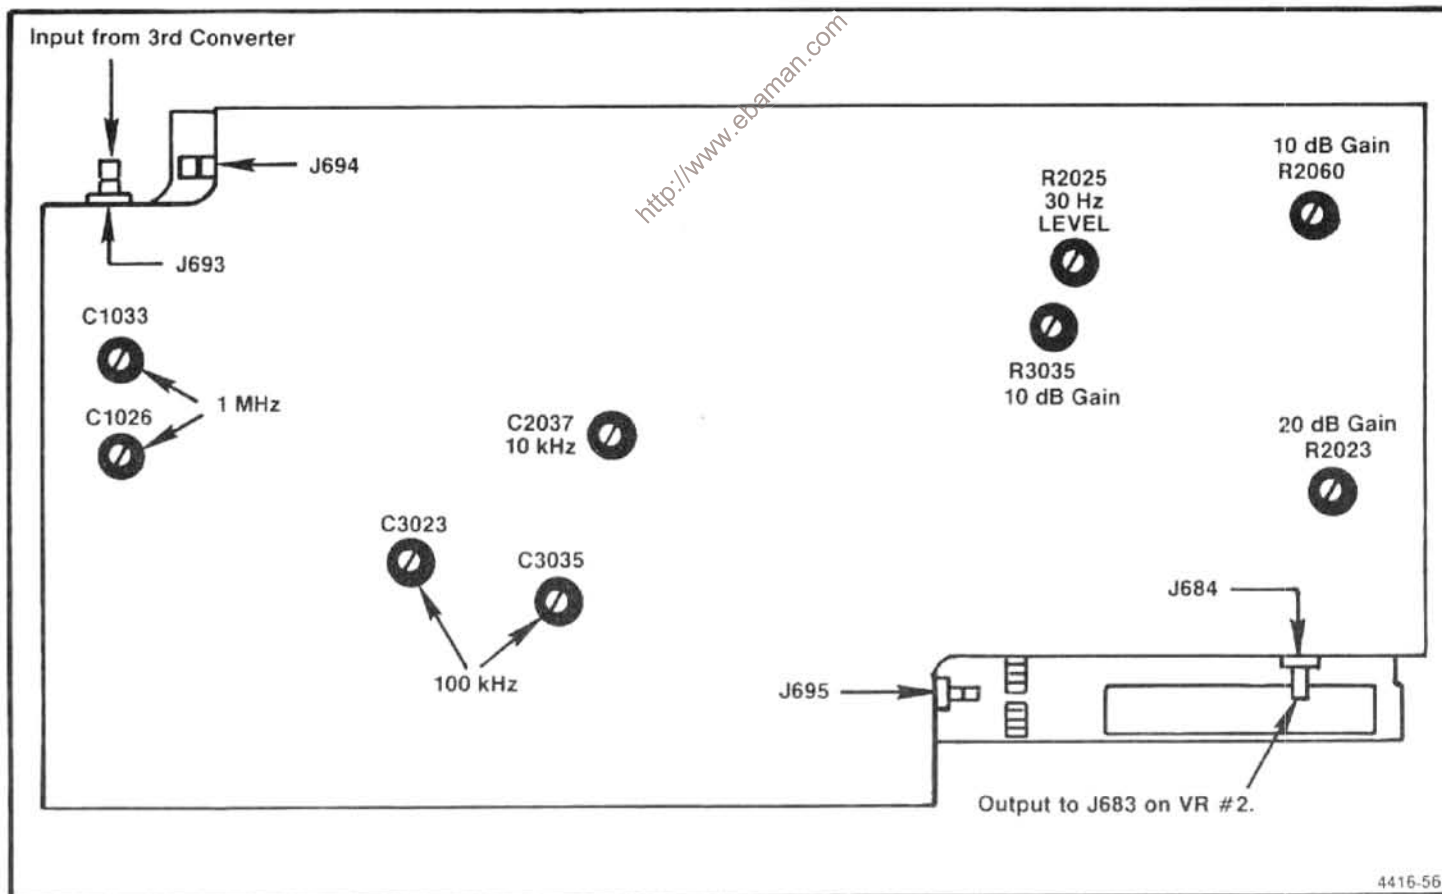 Input from 3rd Converter
http://www.ebaman.com
J694
J693
10 dB Gain
R2060
R2025
30 Hz
LEVEL
C1033
R3035
10 dB Gain
1 MHz
C1026
C2037
10 kHz
20 dB Gain
R2023
C3023
C3035
J684
100 kHz
J695
Output to J683 on VR #2.
4416-56